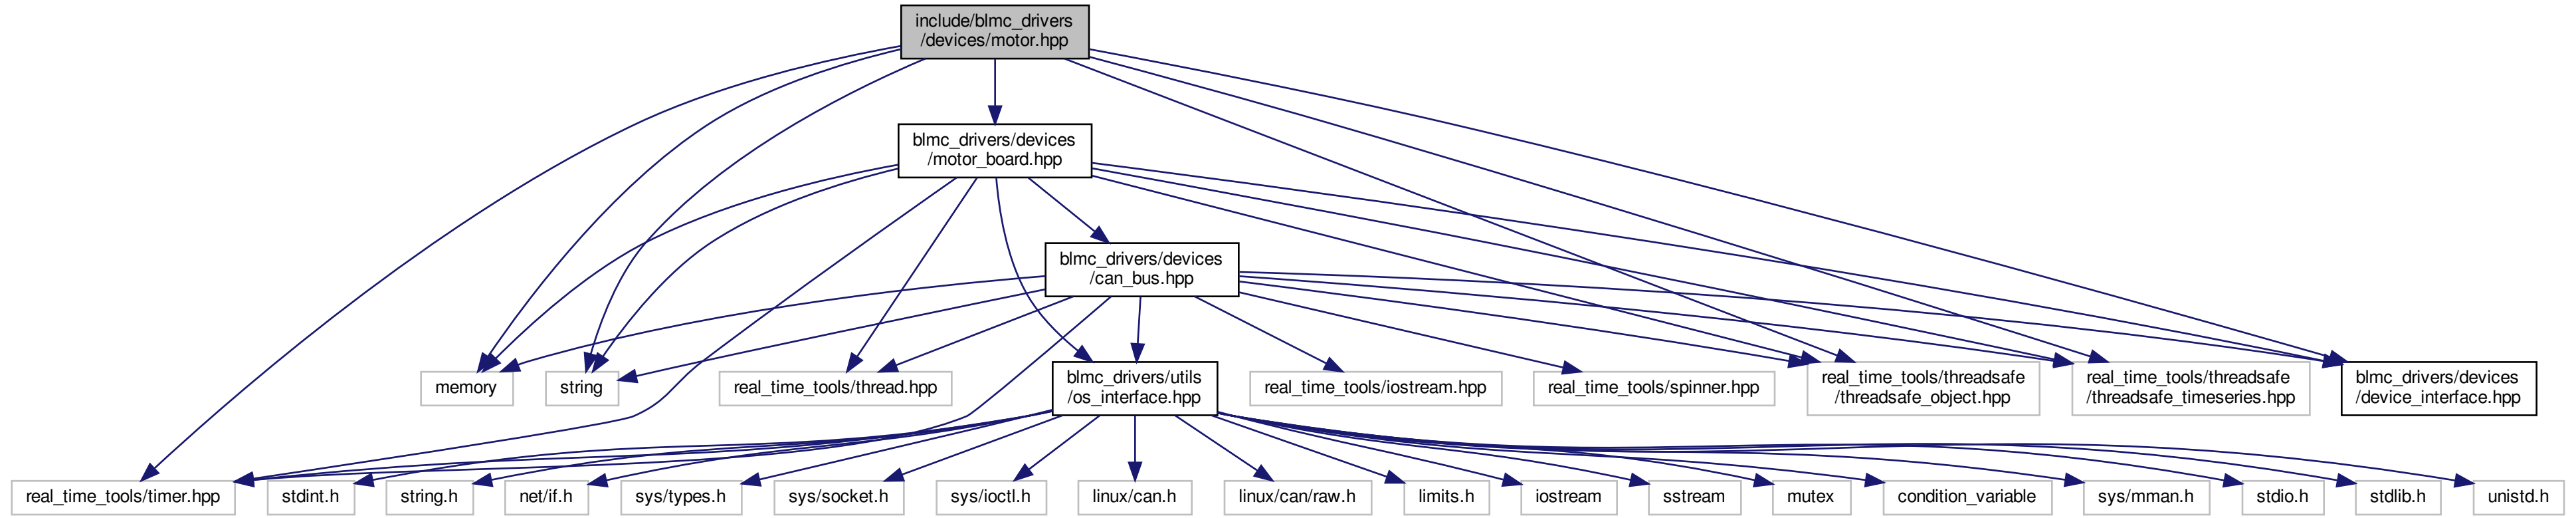 include/blmc_drivers
/devices/motor.hpp
blmc_drivers/devices
/motor_board.hpp
blmc_drivers/devices
/can_bus.hpp
memory
string
real_time_tools/thread.hpp
blmc_drivers/utils
/os_interface.hpp
real_time_tools/iostream.hpp
real_time_tools/spinner.hpp
real_time_tools/threadsafe
/threadsafe_object.hpp
real_time_tools/threadsafe
/threadsafe_timeseries.hpp
blmc_drivers/devices
/device_interface.hpp
real_time_tools/timer.hpp
stdint.h
string.h
net/if.h
sys/types.h
sys/socket.h
sys/ioctl.h
linux/can.h
linux/can/raw.h
limits.h
iostream
sstream
mutex
condition_variable
sys/mman.h
stdio.h
stdlib.h
unistd.h